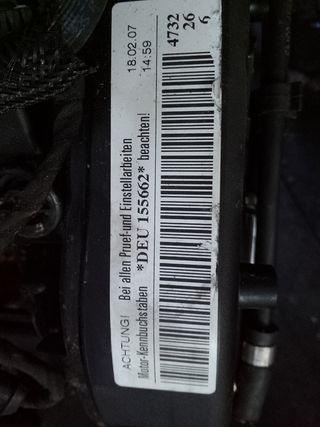 ACHTUNG! Bei allen Pruef-und Einstellarbeiten
Motor-Kennbuchstaben *DEU 155662* beachten!
18.02.07
14:59
4732
26
6